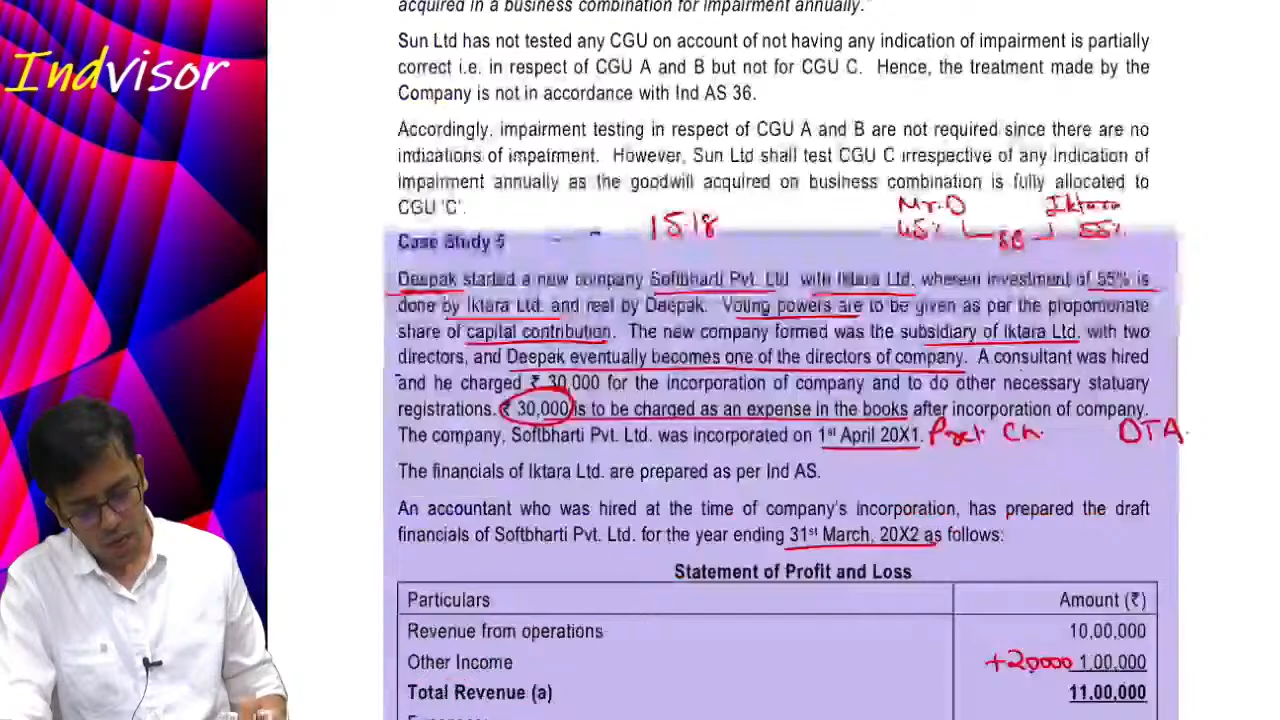 acquired in a business combination for impairment annually."
Indvisor
Sun Ltd has not tested any CGU on account of not having any indication of impairment is partially
correct i.e. in respect of CGU A and B but not for CGU C. Hence, the treatment made by the
Company is not in accordance with Ind AS 36.
Accordingly, impairment testing in respect of CGU A and B are not required since there are no
indications of impairment. However, Sun Ltd shall test CGU C irrespective of any indication of
impairment annually as the goodwill acquired on business combination is fully allocated to
CGU 'C'.
Mr. D Iktara
15.18 45% SB 55%
Case Study 5
Deepak started a new company Softbharti Pvt. Ltd. with Iktara Ltd. wherein investment of 55% is
done by Iktara Ltd. and rest by Deepak. Voting powers are to be given as per the proportionate
share of capital contribution. The new company formed was the subsidiary of Iktara Ltd. with two
directors, and Deepak eventually becomes one of the directors of company. A consultant was hired
and he charged ₹ 30,000 for the incorporation of company and to do other necessary statuary
registrations. ₹ 30,000 is to be charged as an expense in the books after incorporation of company.
The company, Softbharti Pvt. Ltd. was incorporated on 1st April 20X1. DTA
The financials of Iktara Ltd. are prepared as per Ind AS.
An accountant who was hired at the time of company's incorporation, has prepared the draft
financials of Softbharti Pvt. Ltd. for the year ending 31st March, 20X2 as follows:
Statement of Profit and Loss
Particulars Amount (₹)
Revenue from operations 10,00,000
Other Income +20000 1,00,000
Total Revenue (a) 11,00,000